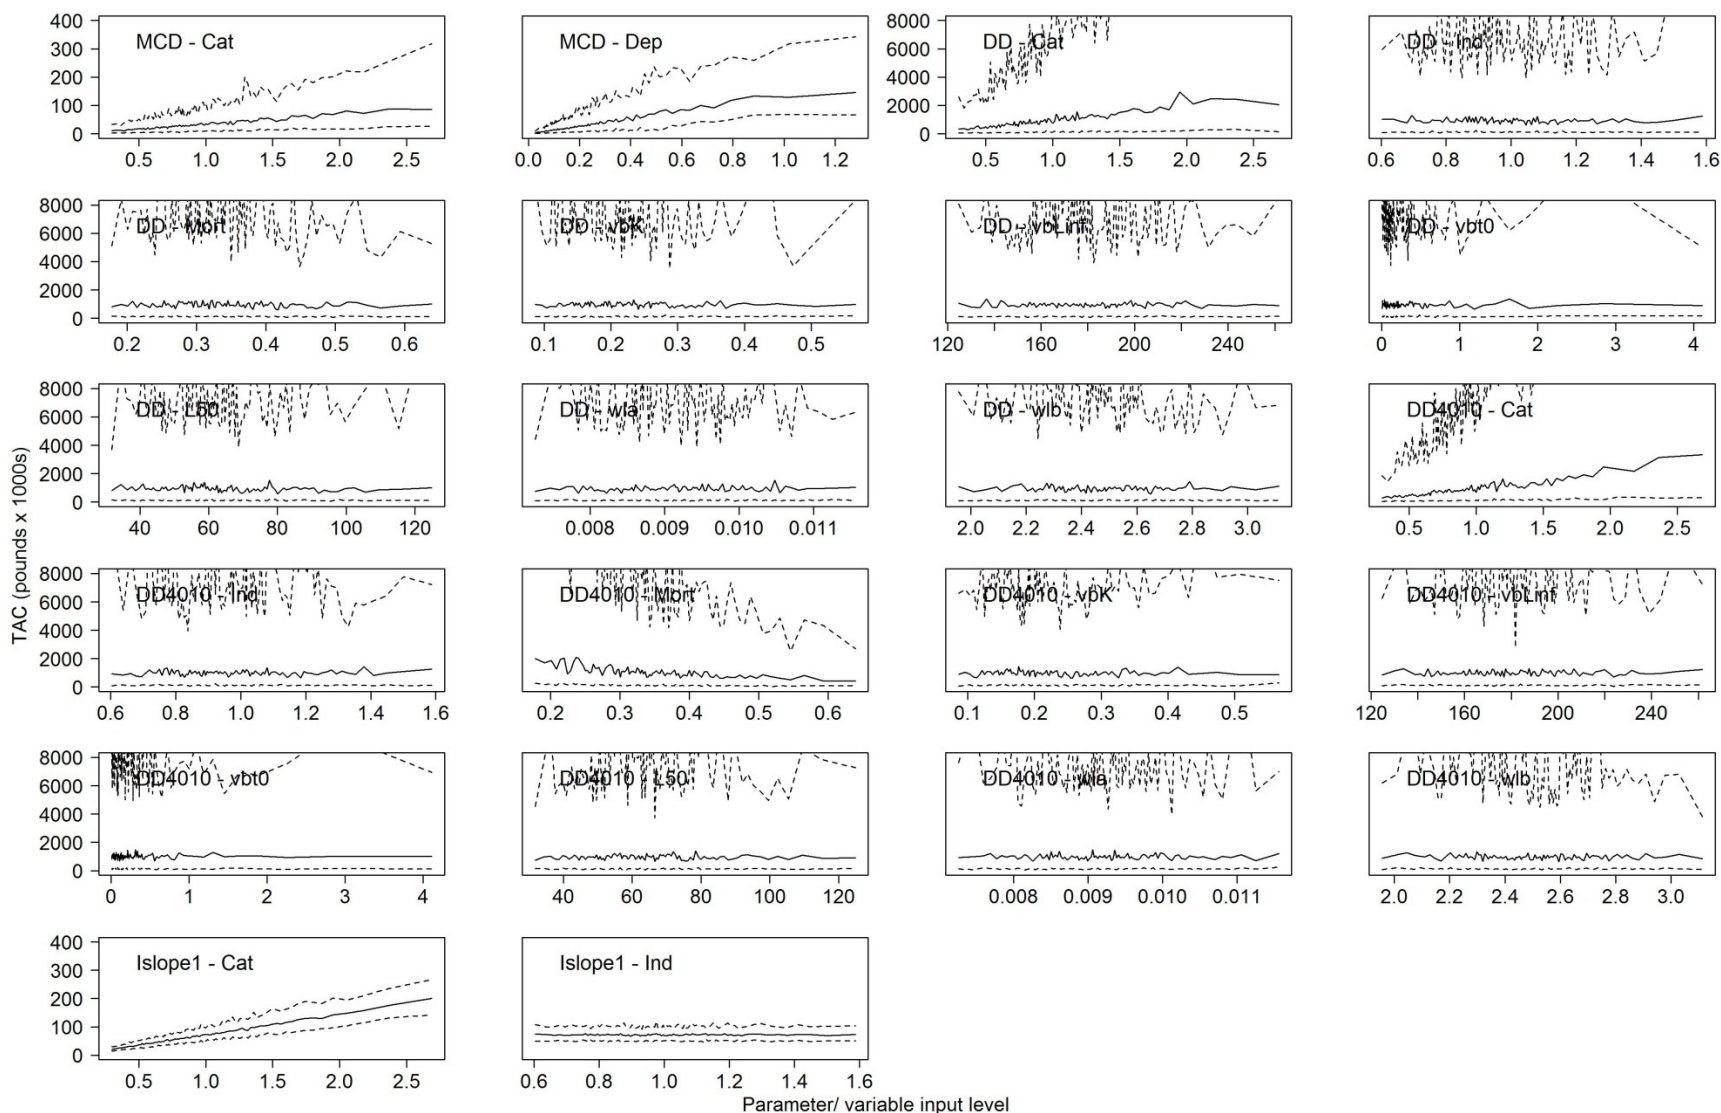 MCD - Cat
MCD - Dep
DD - Cat
DD - Ind
400
300
200
100
0
8000
6000
4000
2000
0
0.5 1.0 1.5 2.0 2.5
0.0 0.2 0.4 0.6 0.8 1.0 1.2
0.5 1.0 1.5 2.0 2.5
0.6 0.8 1.0 1.2 1.4 1.6
DD - Mort
DD - vbK
DD - vbLinf
DD - vbt0
8000
6000
4000
2000
0
0.2 0.3 0.4 0.5 0.6
0.1 0.2 0.3 0.4 0.5
120 160 200 240
0 1 2 3 4
DD - L50
DD - wla
DD - wlb
DD4010 - Cat
8000
6000
4000
2000
0
40 60 80 100 120
0.008 0.009 0.010 0.011
2.0 2.2 2.4 2.6 2.8 3.0
0.5 1.0 1.5 2.0 2.5
TAC (pounds x 1000s)
DD4010 - Ind
DD4010 - Mort
DD4010 - vbK
DD4010 - vbLinf
8000
6000
4000
2000
0
0.6 0.8 1.0 1.2 1.4 1.6
0.2 0.3 0.4 0.5 0.6
0.1 0.2 0.3 0.4 0.5
120 160 200 240
DD4010 - vbt0
DD4010 - L50
DD4010 - wla
DD4010 - wlb
8000
6000
4000
2000
0
0 1 2 3 4
40 60 80 100 120
0.008 0.009 0.010 0.011
2.0 2.2 2.4 2.6 2.8 3.0
Islope1 - Cat
Islope1 - Ind
400
300
200
100
0
0.5 1.0 1.5 2.0 2.5
0.6 0.8 1.0 1.2 1.4 1.6
Parameter/ variable input level